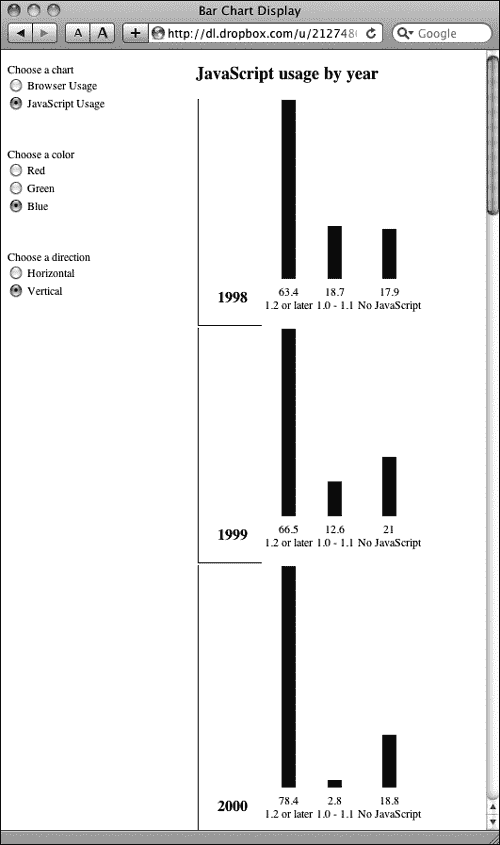 Bar Chart Display
A A + http://dl.dropbox.com/u/2127480 Google
Choose a chart
Browser Usage
JavaScript Usage
Choose a color
Red
Green
Blue
Choose a direction
Horizontal
Vertical
JavaScript usage by year
1998
63.4 18.7 17.9
1.2 or later 1.0 - 1.1 No JavaScript
1999
66.5 12.6 21
1.2 or later 1.0 - 1.1 No JavaScript
2000
78.4 2.8 18.8
1.2 or later 1.0 - 1.1 No JavaScript